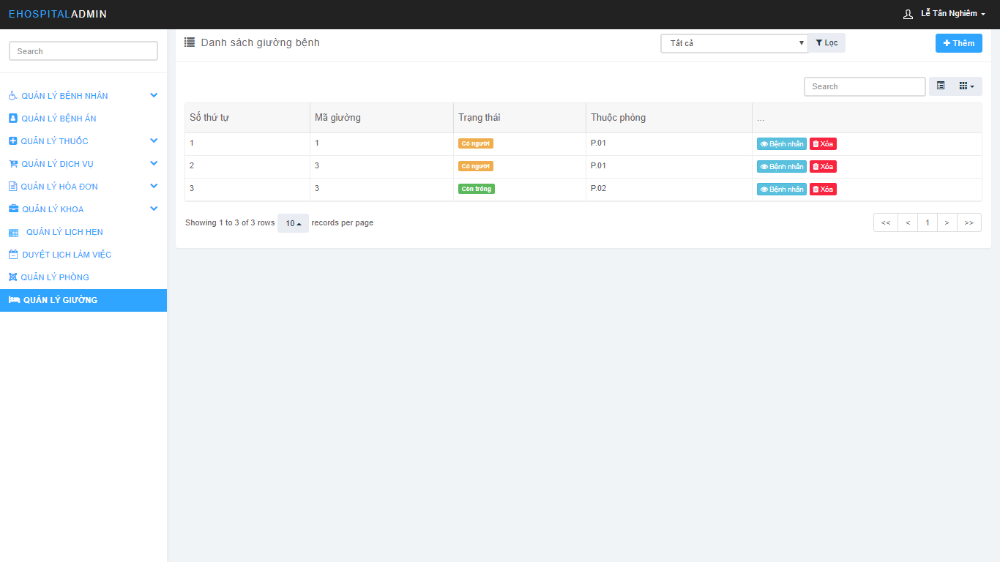 EHOSPITALADMIN
Lễ Tân Nghiêm
Search
QUẢN LÝ BỆNH NHÂN
QUẢN LÝ BỆNH ÁN
QUẢN LÝ THUỐC
QUẢN LÝ DỊCH VỤ
QUẢN LÝ HÓA ĐƠN
QUẢN LÝ KHOA
QUẢN LÝ LỊCH HẸN
DUYỆT LỊCH LÀM VIỆC
QUẢN LÝ PHÒNG
QUẢN LÝ GIƯỜNG
Danh sách giường bệnh
Tất cả
Lọc
Thêm
Search
Số thứ tự Mã giường Trạng thái Thuộc phòng ...
1 1 Có người P.01 Bệnh nhân Xóa
2 3 Có người P.01 Bệnh nhân Xóa
3 3 Còn trống P.02 Bệnh nhân Xóa
Showing 1 to 3 of 3 rows 10 records per page
<< < 1 > >>